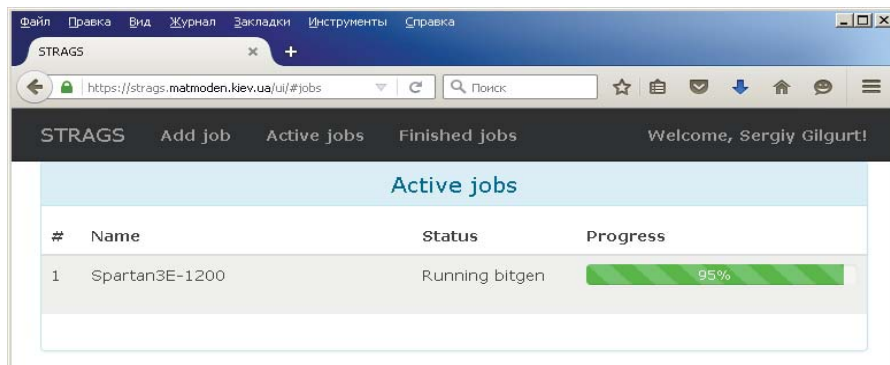 Файл Правка Вид Журнал Закладки Инструменты Справка
STRAGS
https://strags.matmoden.kiev.ua/ui/#jobs Поиск
STRAGS Add job Active jobs Finished jobs Welcome, Sergiy Gilgurt!
Active jobs
# Name Status Progress
1 Spartan3E-1200 Running bitgen 95%